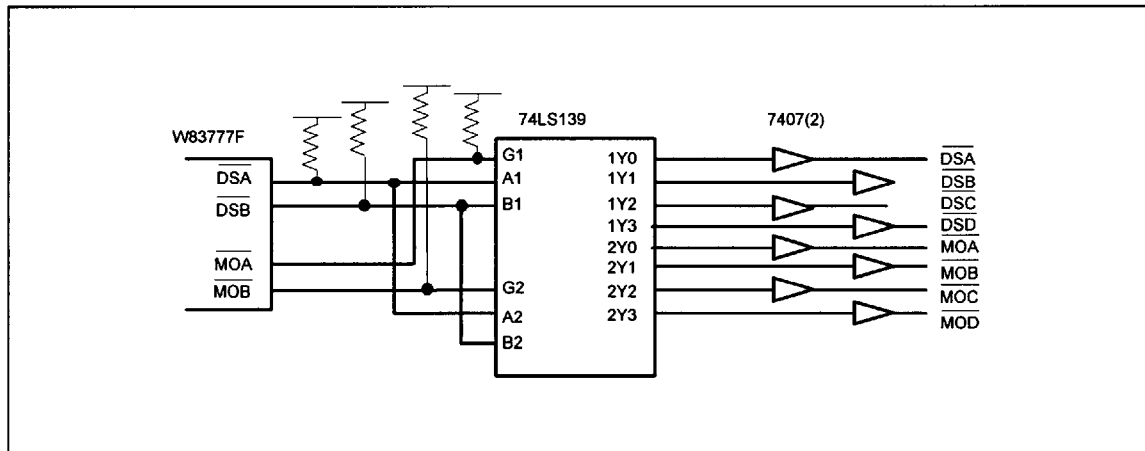 74LS139
7407(2)
W83777F
G1
1Y0
DSA
DSA
A1
1Y1
DSB
DSB
B1
1Y2
DSC
1Y3
DSD
MOA
2Y0
MOA
MOB
2Y1
MOB
G2
2Y2
MOC
A2
2Y3
MOD
B2